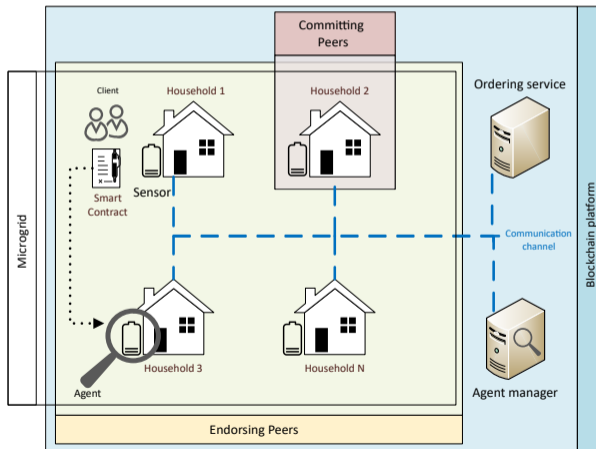 Committing
Peers
Client
Household 1
Household 2
Ordering service
Smart
Contract
Sensor
Microgrid
Communication
channel
Blockchain platform
Household 3
Household N
Agent
Agent manager
Endorsing Peers